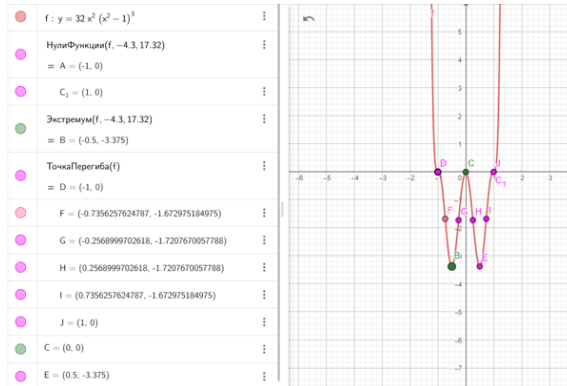 f : y = 32 x² (x² − 1)³
НулиФункции(f, −4.3, 17.32)
= A = (-1, 0)
C₁ = (1, 0)
Экстремум(f, −4.3, 17.32)
= B = (-0.5, -3.375)
ТочкаПерегиба(f)
= D = (-1, 0)
F = (-0.7356257624787, -1.672975184975)
G = (-0.2568999702618, -1.7207670057788)
H = (0.2568999702618, -1.7207670057788)
I = (0.7356257624787, -1.672975184975)
J = (1, 0)
C = (0, 0)
E = (0.5, -3.375)
f
5
4
3
2
1
D C J
-6 -5 -4 -3 -2 -1 0 1 2 3
C₁
F G H I
-2
B E
-4
-5
-6
-7